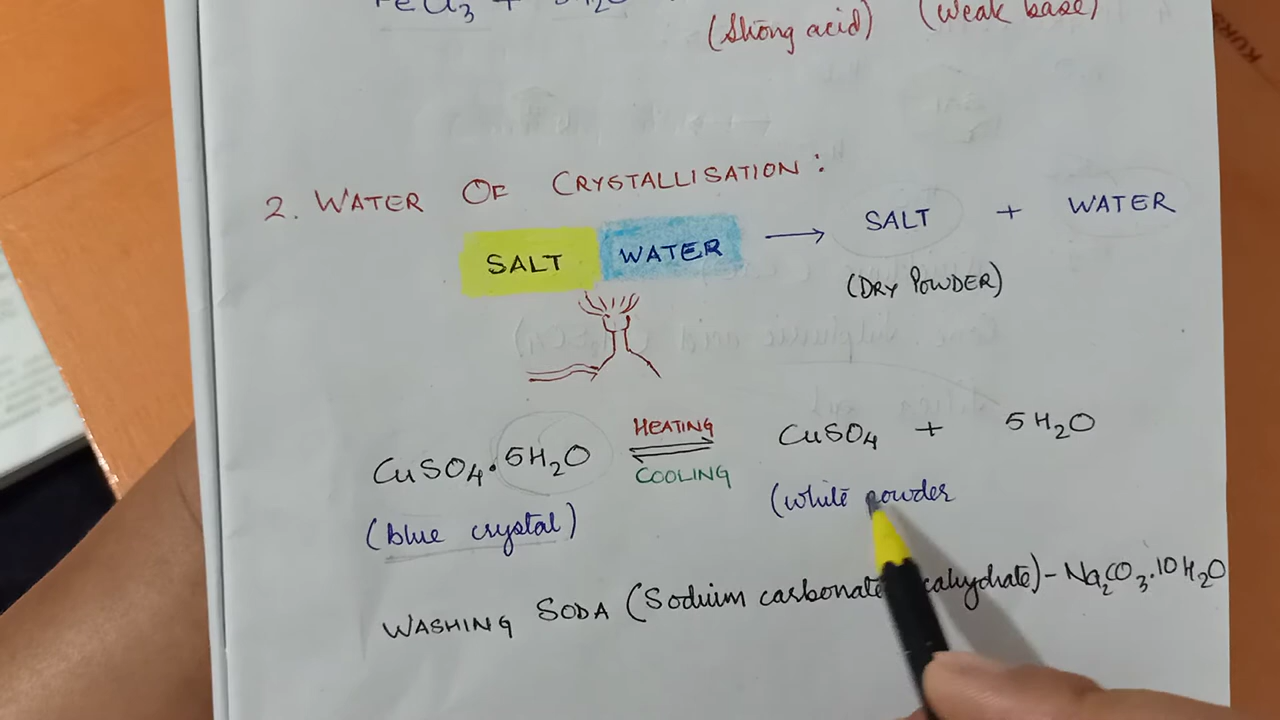 FeCl₃ +
(Strong acid) (Weak base)
2. WATER OF CRYSTALLISATION:
SALT WATER → SALT + WATER
(DRY POWDER)
CuSO₄·5H₂O HEATING ⇌ COOLING CuSO₄ + 5H₂O
(blue crystal) (white powder
WASHING SODA (Sodium carbonate - Na₂CO₃·10H₂O